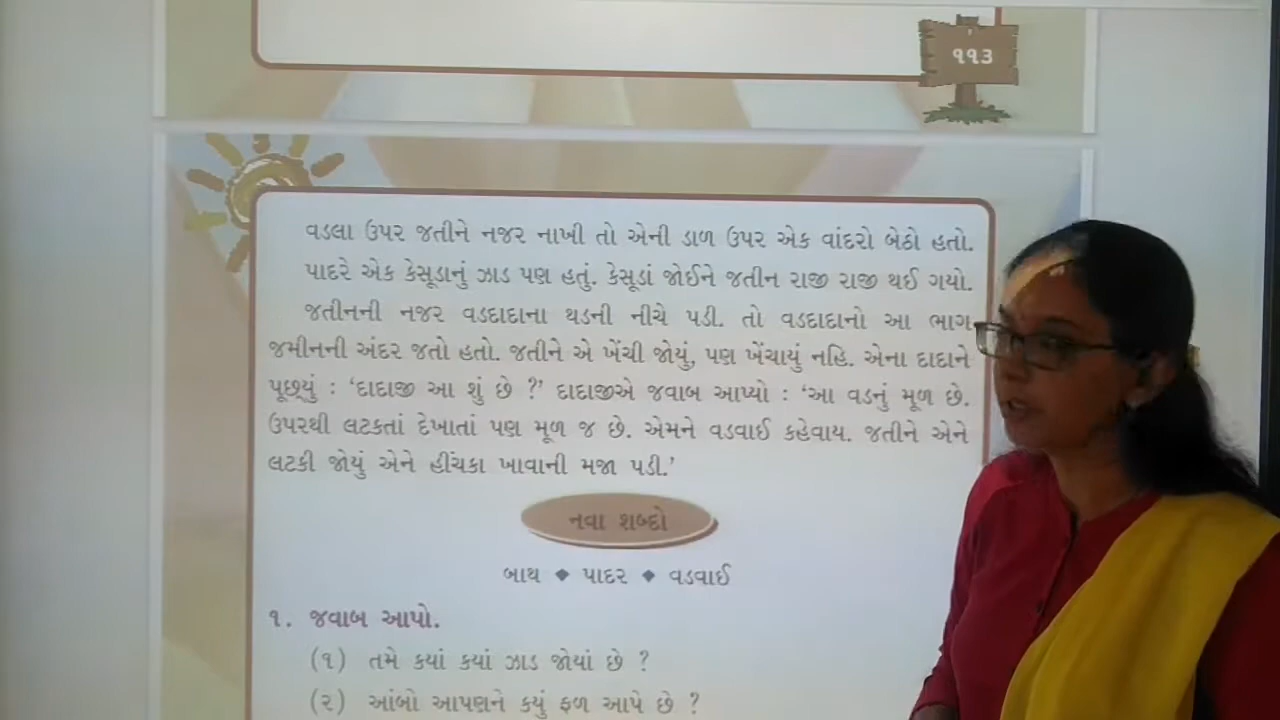 ૧૧૩
વડલા ઉપર જતીને નજર નાખી તો એની ડાળ ઉપર એક વાંદરો બેઠો હતો.
પાદરે એક કેસૂડાનું ઝાડ પણ હતું. કેસૂડાં જોઈને જતીન રાજી રાજી થઈ ગયો.
જતીનની નજર વડદાદાના થડની નીચે પડી. તો વડદાદાનો આ ભાગ
જમીનની અંદર જતો હતો. જતીને એ ખેંચી જોયું, પણ ખેંચાયું નહિ. એના દાદાને
પૂછ્યું : ‘દાદાજી આ શું છે ?’ દાદાજીએ જવાબ આપ્યો : ‘આ વડનું મૂળ છે.
ઉપરથી લટકતાં દેખાતાં પણ મૂળ જ છે. એમને વડવાઈ કહેવાય. જતીને એને
લટકી જોયું એને હીંચકા ખાવાની મજા પડી.’
નવા શબ્દો
બાથ ◆ પાદર ◆ વડવાઈ
૧. જવાબ આપો.
(૧) તમે કયાં કયાં ઝાડ જોયાં છે ?
(૨) આંબો આપણને કયું ફળ આપે છે ?